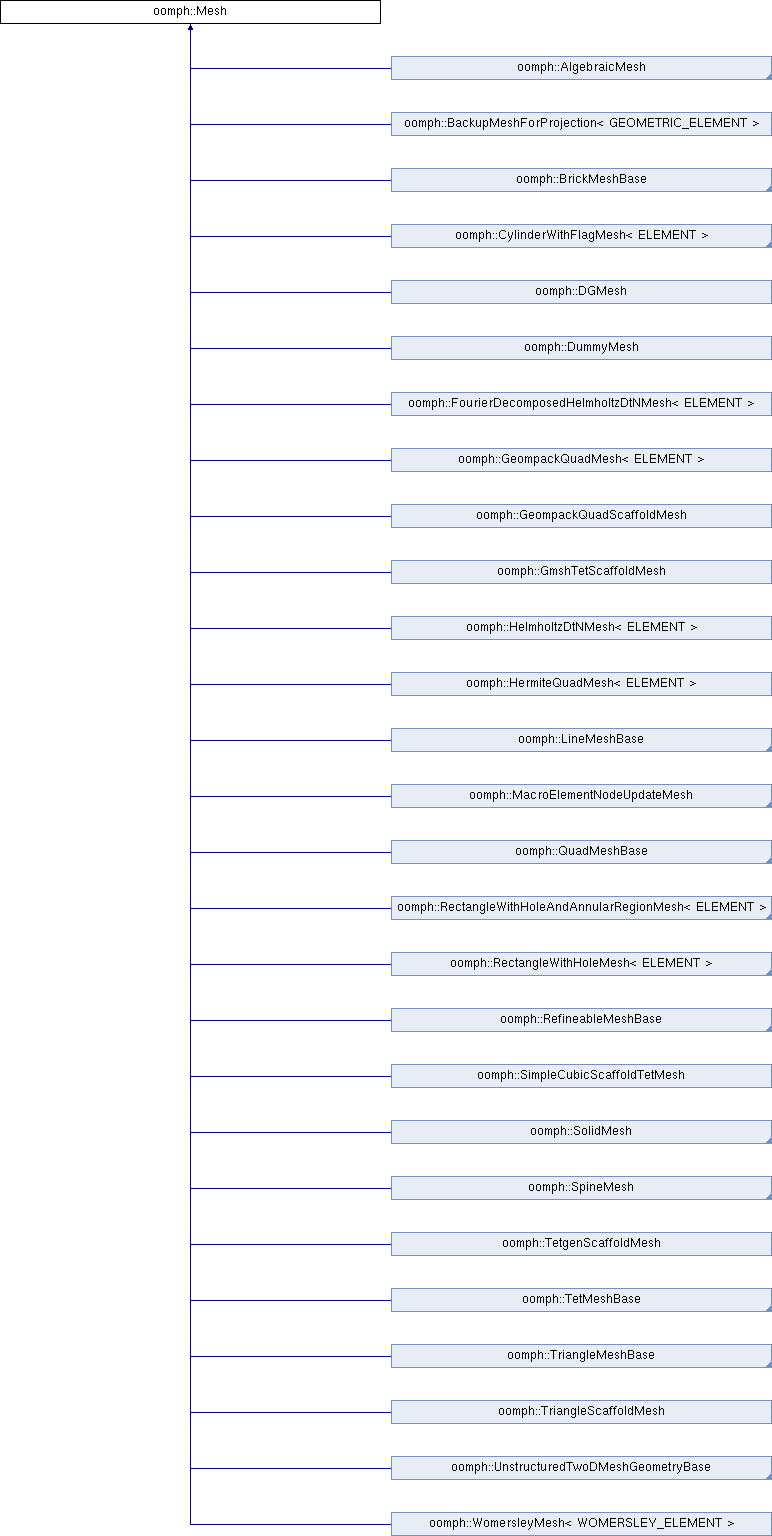 oomph::Mesh
oomph::AlgebraicMesh
oomph::BackupMeshForProjection< GEOMETRIC_ELEMENT >
oomph::BrickMeshBase
oomph::CylinderWithFlagMesh< ELEMENT >
oomph::DGMesh
oomph::DummyMesh
oomph::FourierDecomposedHelmholtzDtNMesh< ELEMENT >
oomph::GeompackQuadMesh< ELEMENT >
oomph::GeompackQuadScaffoldMesh
oomph::GmshTetScaffoldMesh
oomph::HelmholtzDtNMesh< ELEMENT >
oomph::HermiteQuadMesh< ELEMENT >
oomph::LineMeshBase
oomph::MacroElementNodeUpdateMesh
oomph::QuadMeshBase
oomph::RectangleWithHoleAndAnnularRegionMesh< ELEMENT >
oomph::RectangleWithHoleMesh< ELEMENT >
oomph::RefineableMeshBase
oomph::SimpleCubicScaffoldTetMesh
oomph::SolidMesh
oomph::SpineMesh
oomph::TetgenScaffoldMesh
oomph::TetMeshBase
oomph::TriangleMeshBase
oomph::TriangleScaffoldMesh
oomph::UnstructuredTwoDMeshGeometryBase
oomph::WomersleyMesh< WOMERSLEY_ELEMENT >